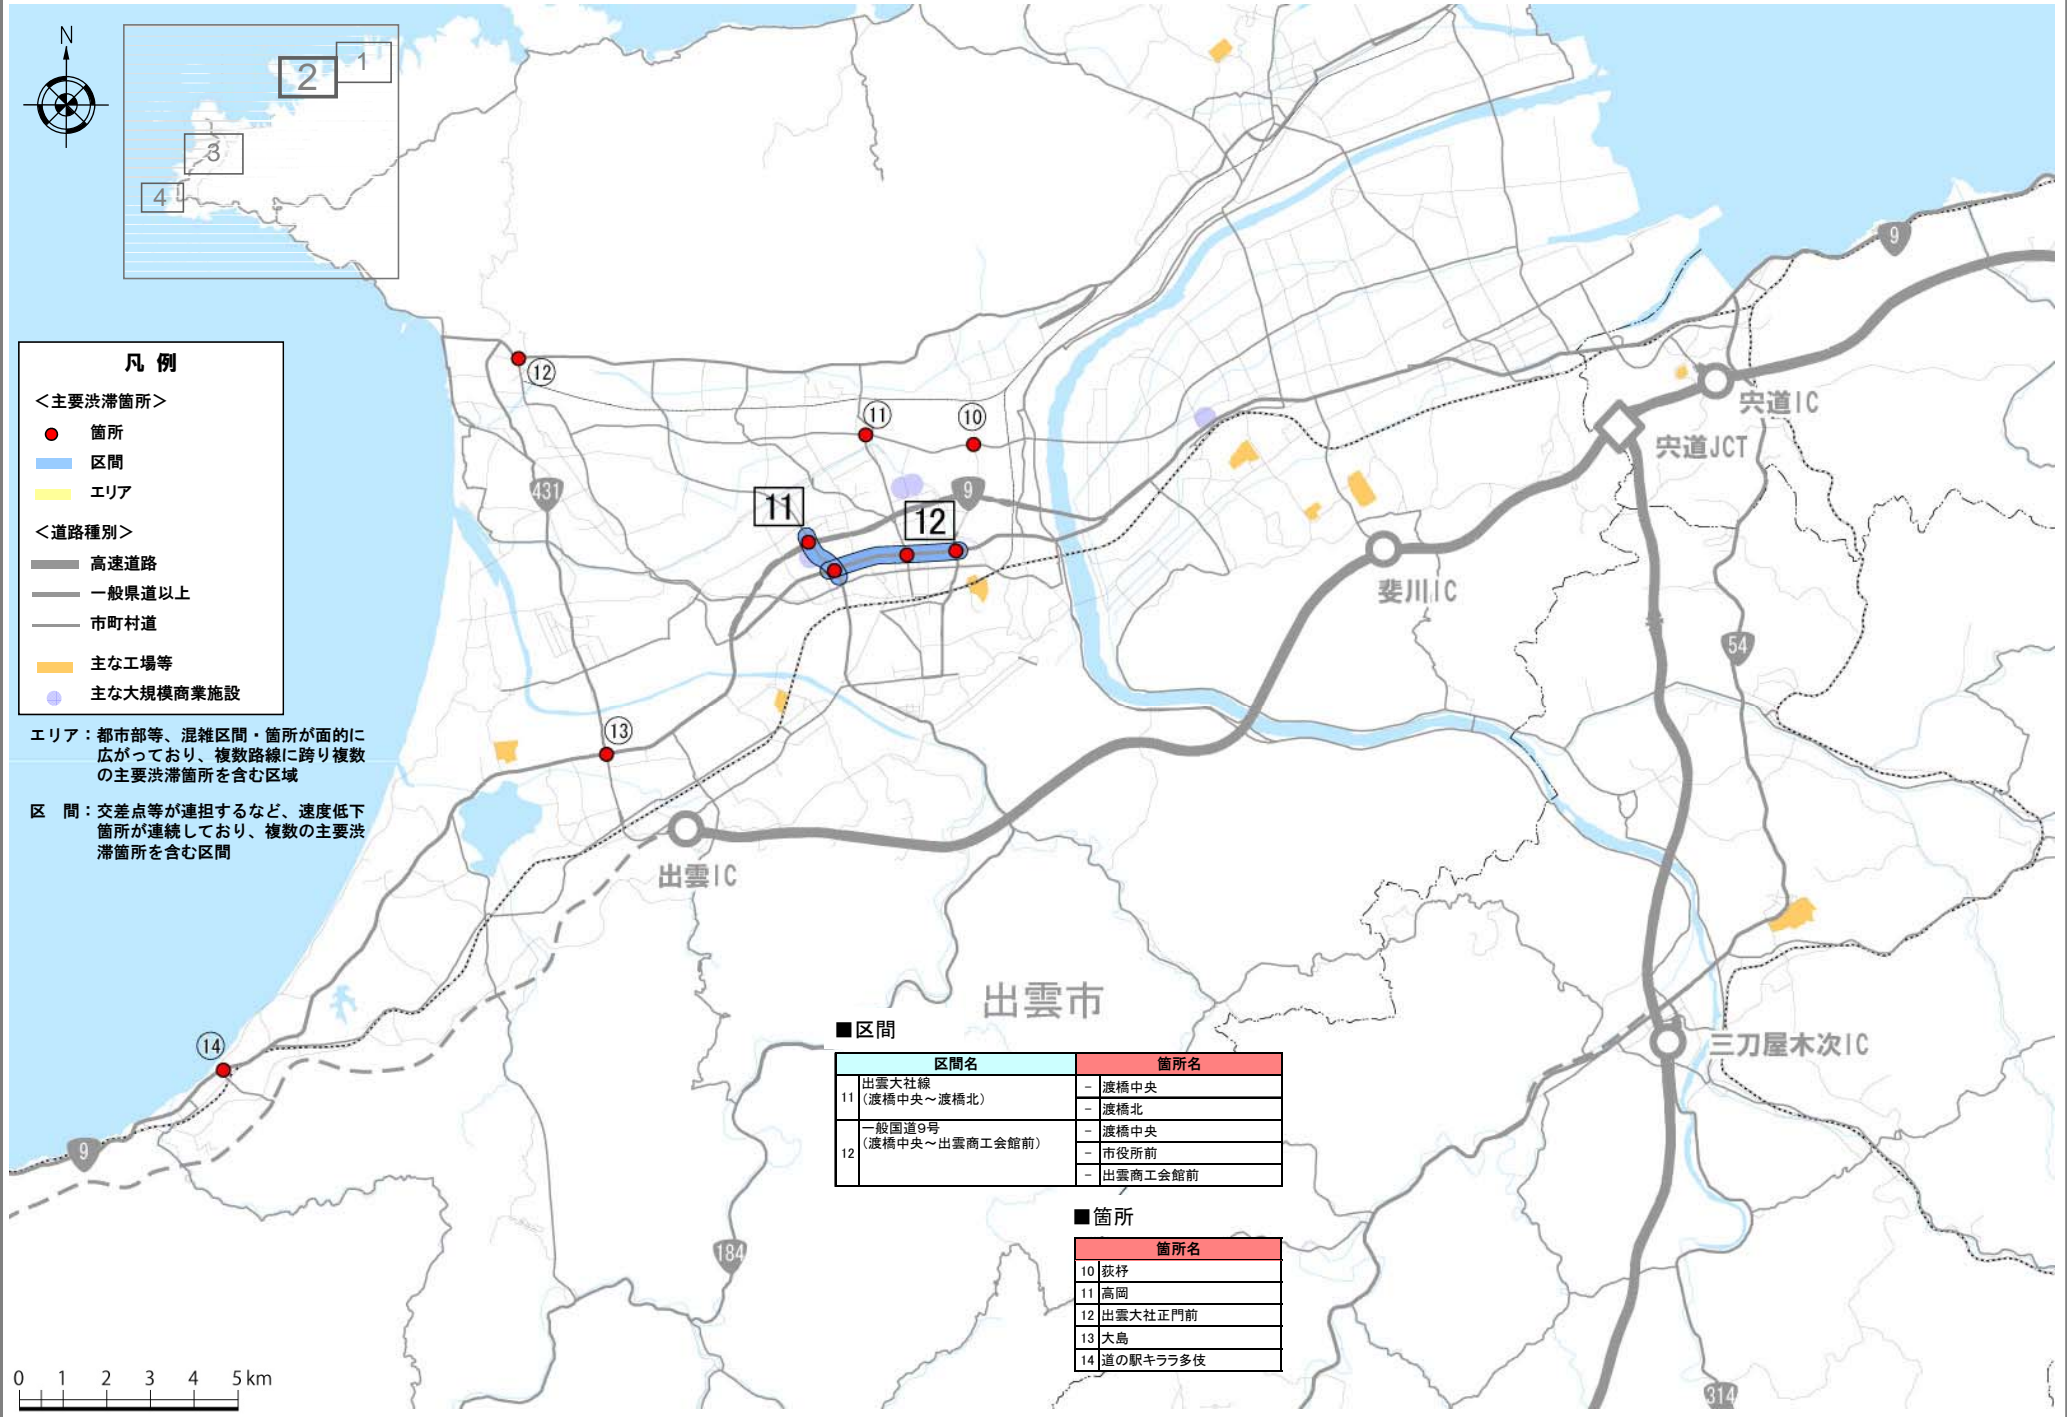 N
1
2
3
4
凡 例
＜主要渋滞箇所＞
箇所
区間
エリア
＜道路種別＞
高速道路
一般県道以上
市町村道
主な工場等
主な大規模商業施設
エリア：都市部等、混雑区間・箇所が面的に
広がっており、複数路線に跨り複数
の主要渋滞箇所を含む区域
区　間：交差点等が連担するなど、速度低下
箇所が連続しており、複数の主要渋
滞箇所を含む区間
⑫
⑪
⑩
431
11
12
9
9
宍道IC
宍道JCT
斐川IC
54
⑬
出雲IC
出雲市
三刀屋木次IC
⑭
9
184
314
■区間
区間名 箇所名
11 出雲大社線
（渡橋中央～渡橋北）
－ 渡橋中央
－ 渡橋北
12 一般国道9号
（渡橋中央～出雲商工会館前）
－ 渡橋中央
－ 市役所前
－ 出雲商工会館前
■箇所
箇所名
10 荻杼
11 高岡
12 出雲大社正門前
13 大島
14 道の駅キララ多伎
0 1 2 3 4 5 km